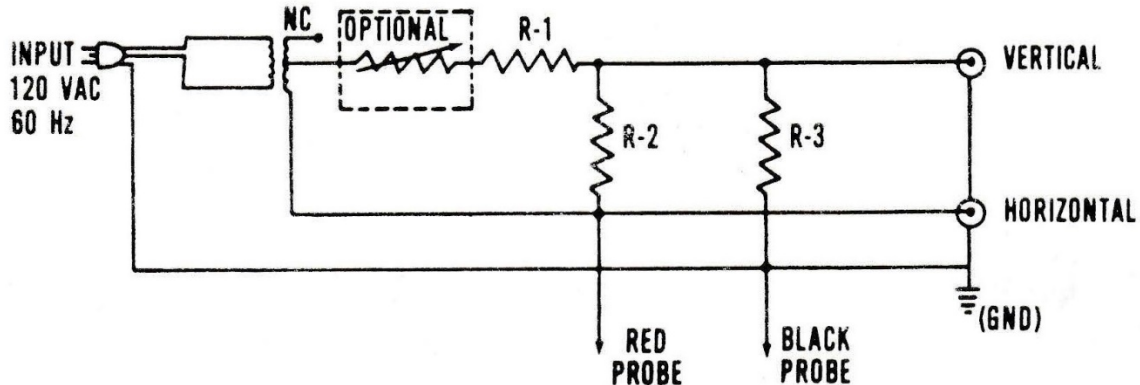 NC
OPTIONAL
R-1
INPUT
120 VAC
60 Hz
VERTICAL
R-2
R-3
HORIZONTAL
(GND)
RED
PROBE
BLACK
PROBE